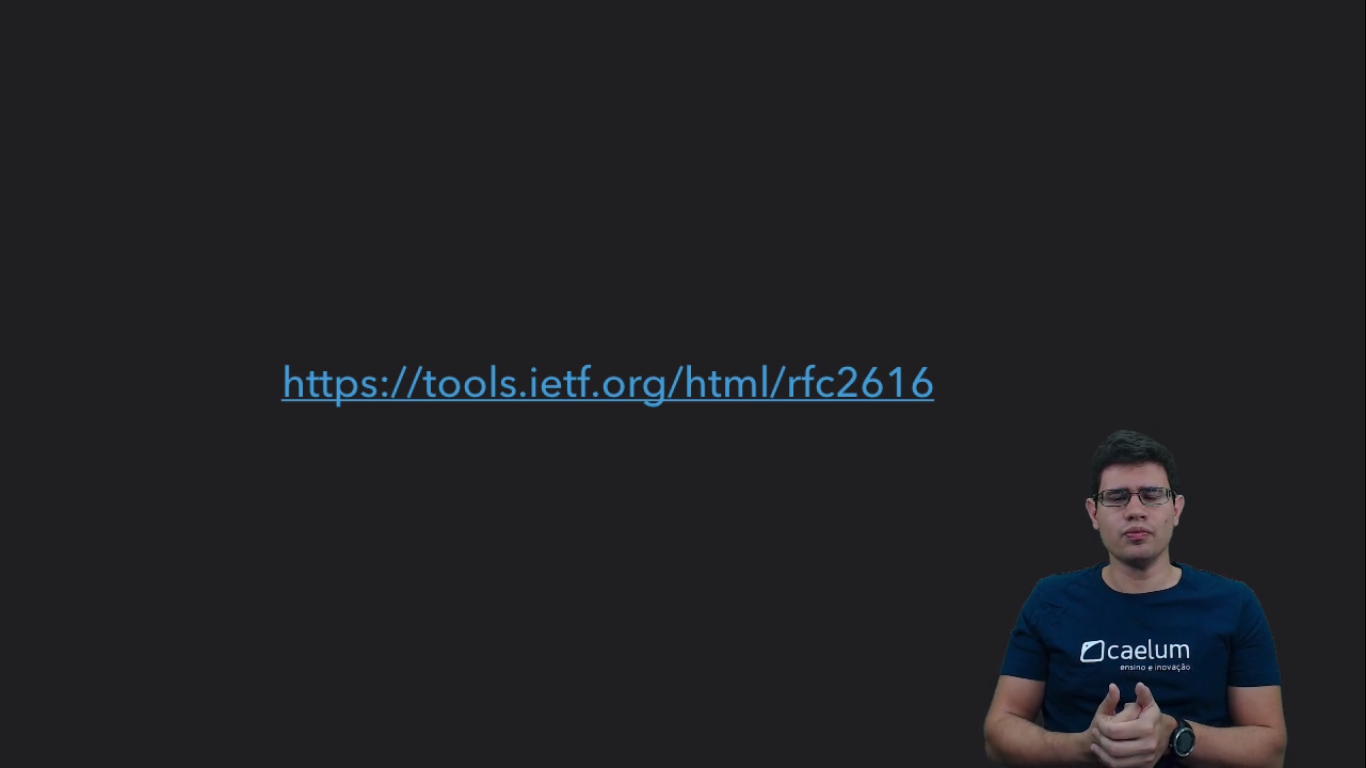 https://tools.ietf.org/html/rfc2616
caelum
ensino e inovação